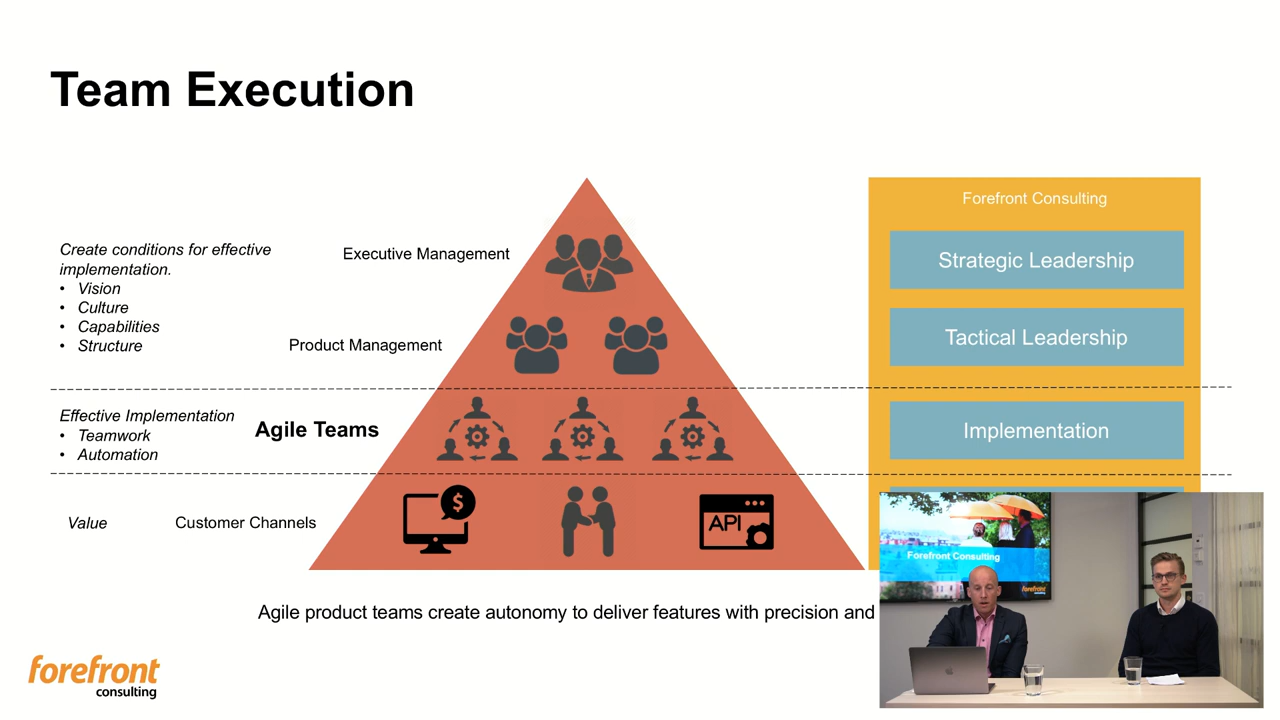 Team Execution
Create conditions for effective
implementation.
• Vision
• Culture
• Capabilities
• Structure
Executive Management
Product Management
Effective Implementation
• Teamwork
• Automation
Agile Teams
Value
Customer Channels
$
API
Forefront Consulting
Strategic Leadership
Tactical Leadership
Implementation
Agile product teams create autonomy to deliver features with precision and
forefront
consulting
Forefront Consulting
forefront